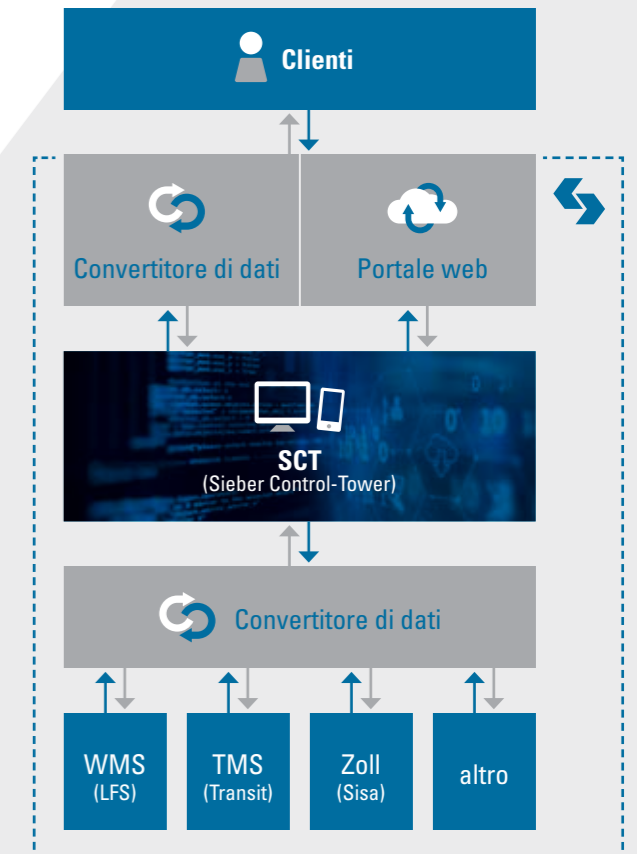 Clienti
Convertitore di dati
Portale web
SCT
(Sieber Control-Tower)
Convertitore di dati
WMS
(LFS)
TMS
(Transit)
Zoll
(Sisa)
altro